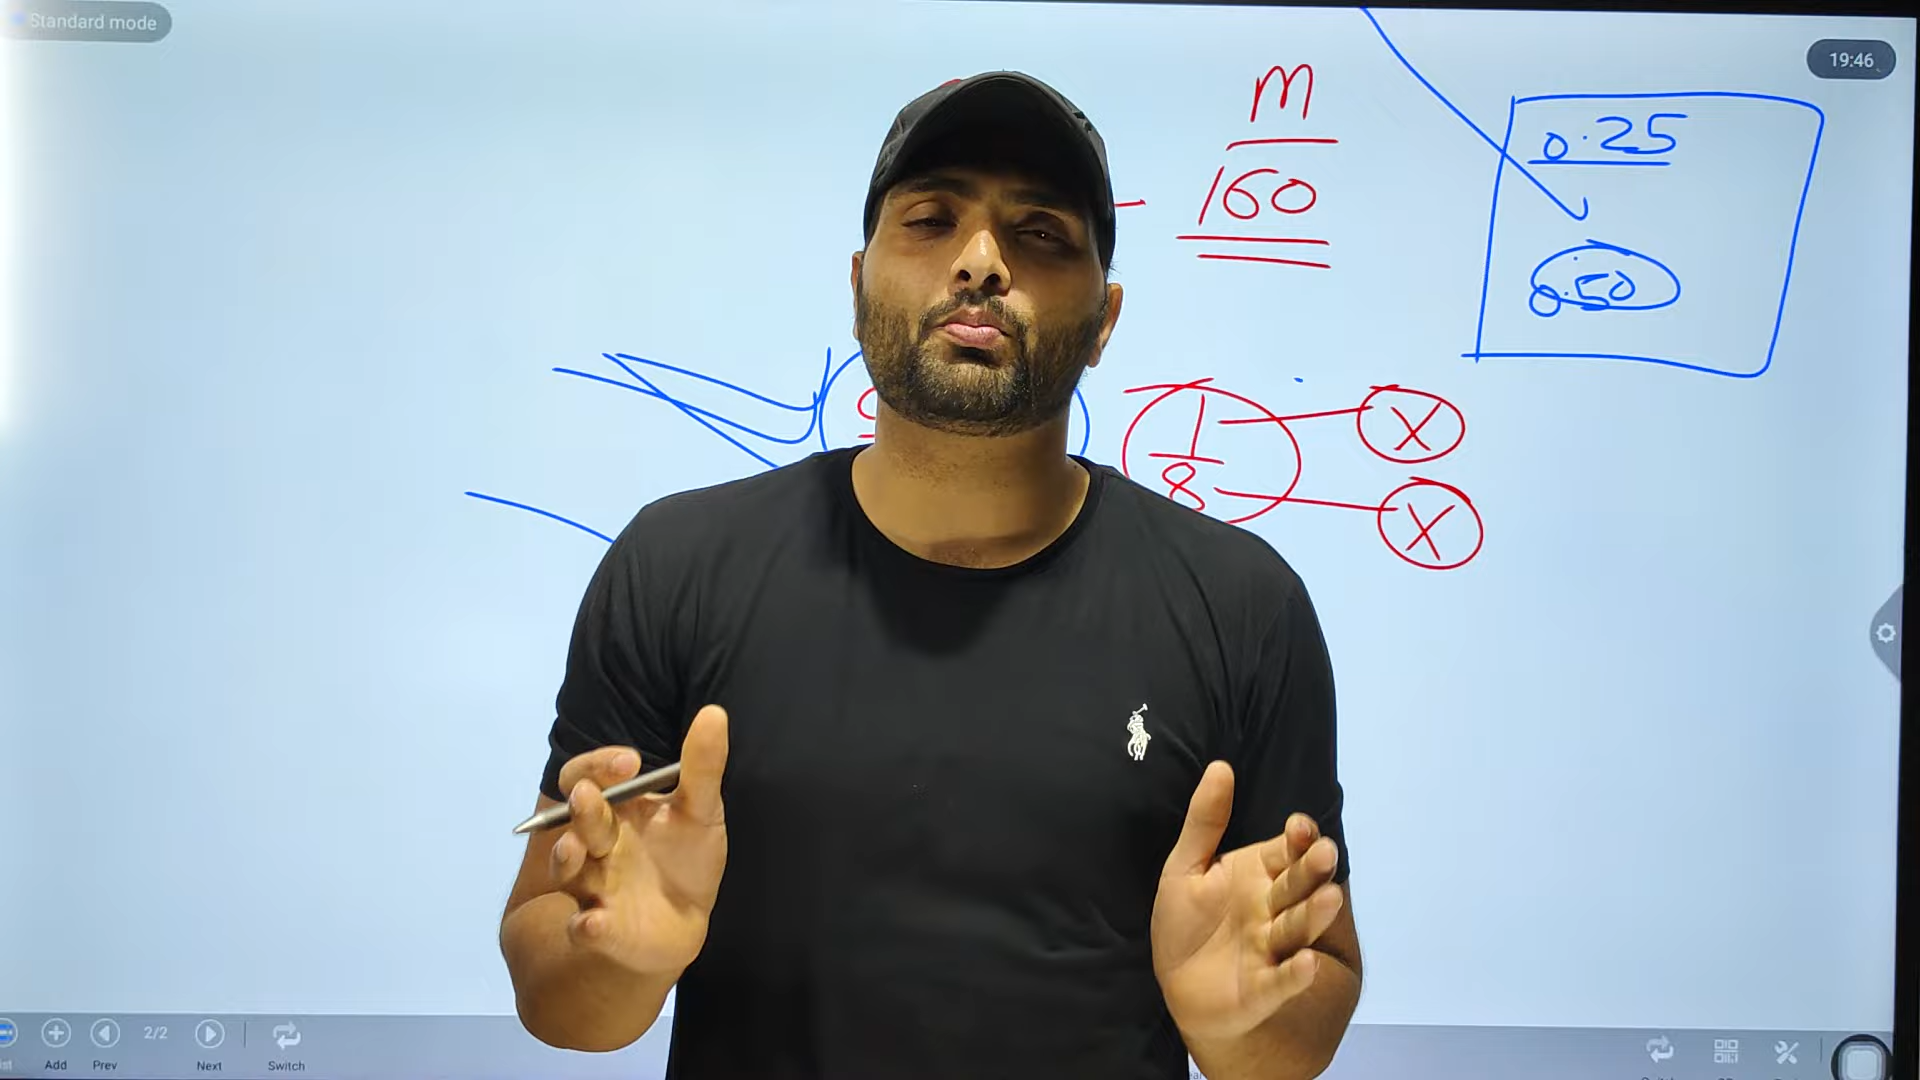 Standard mode
19:46
m
160
0.25
0.50
1
8
X
X
Add
Prev
2/2
Next
Switch